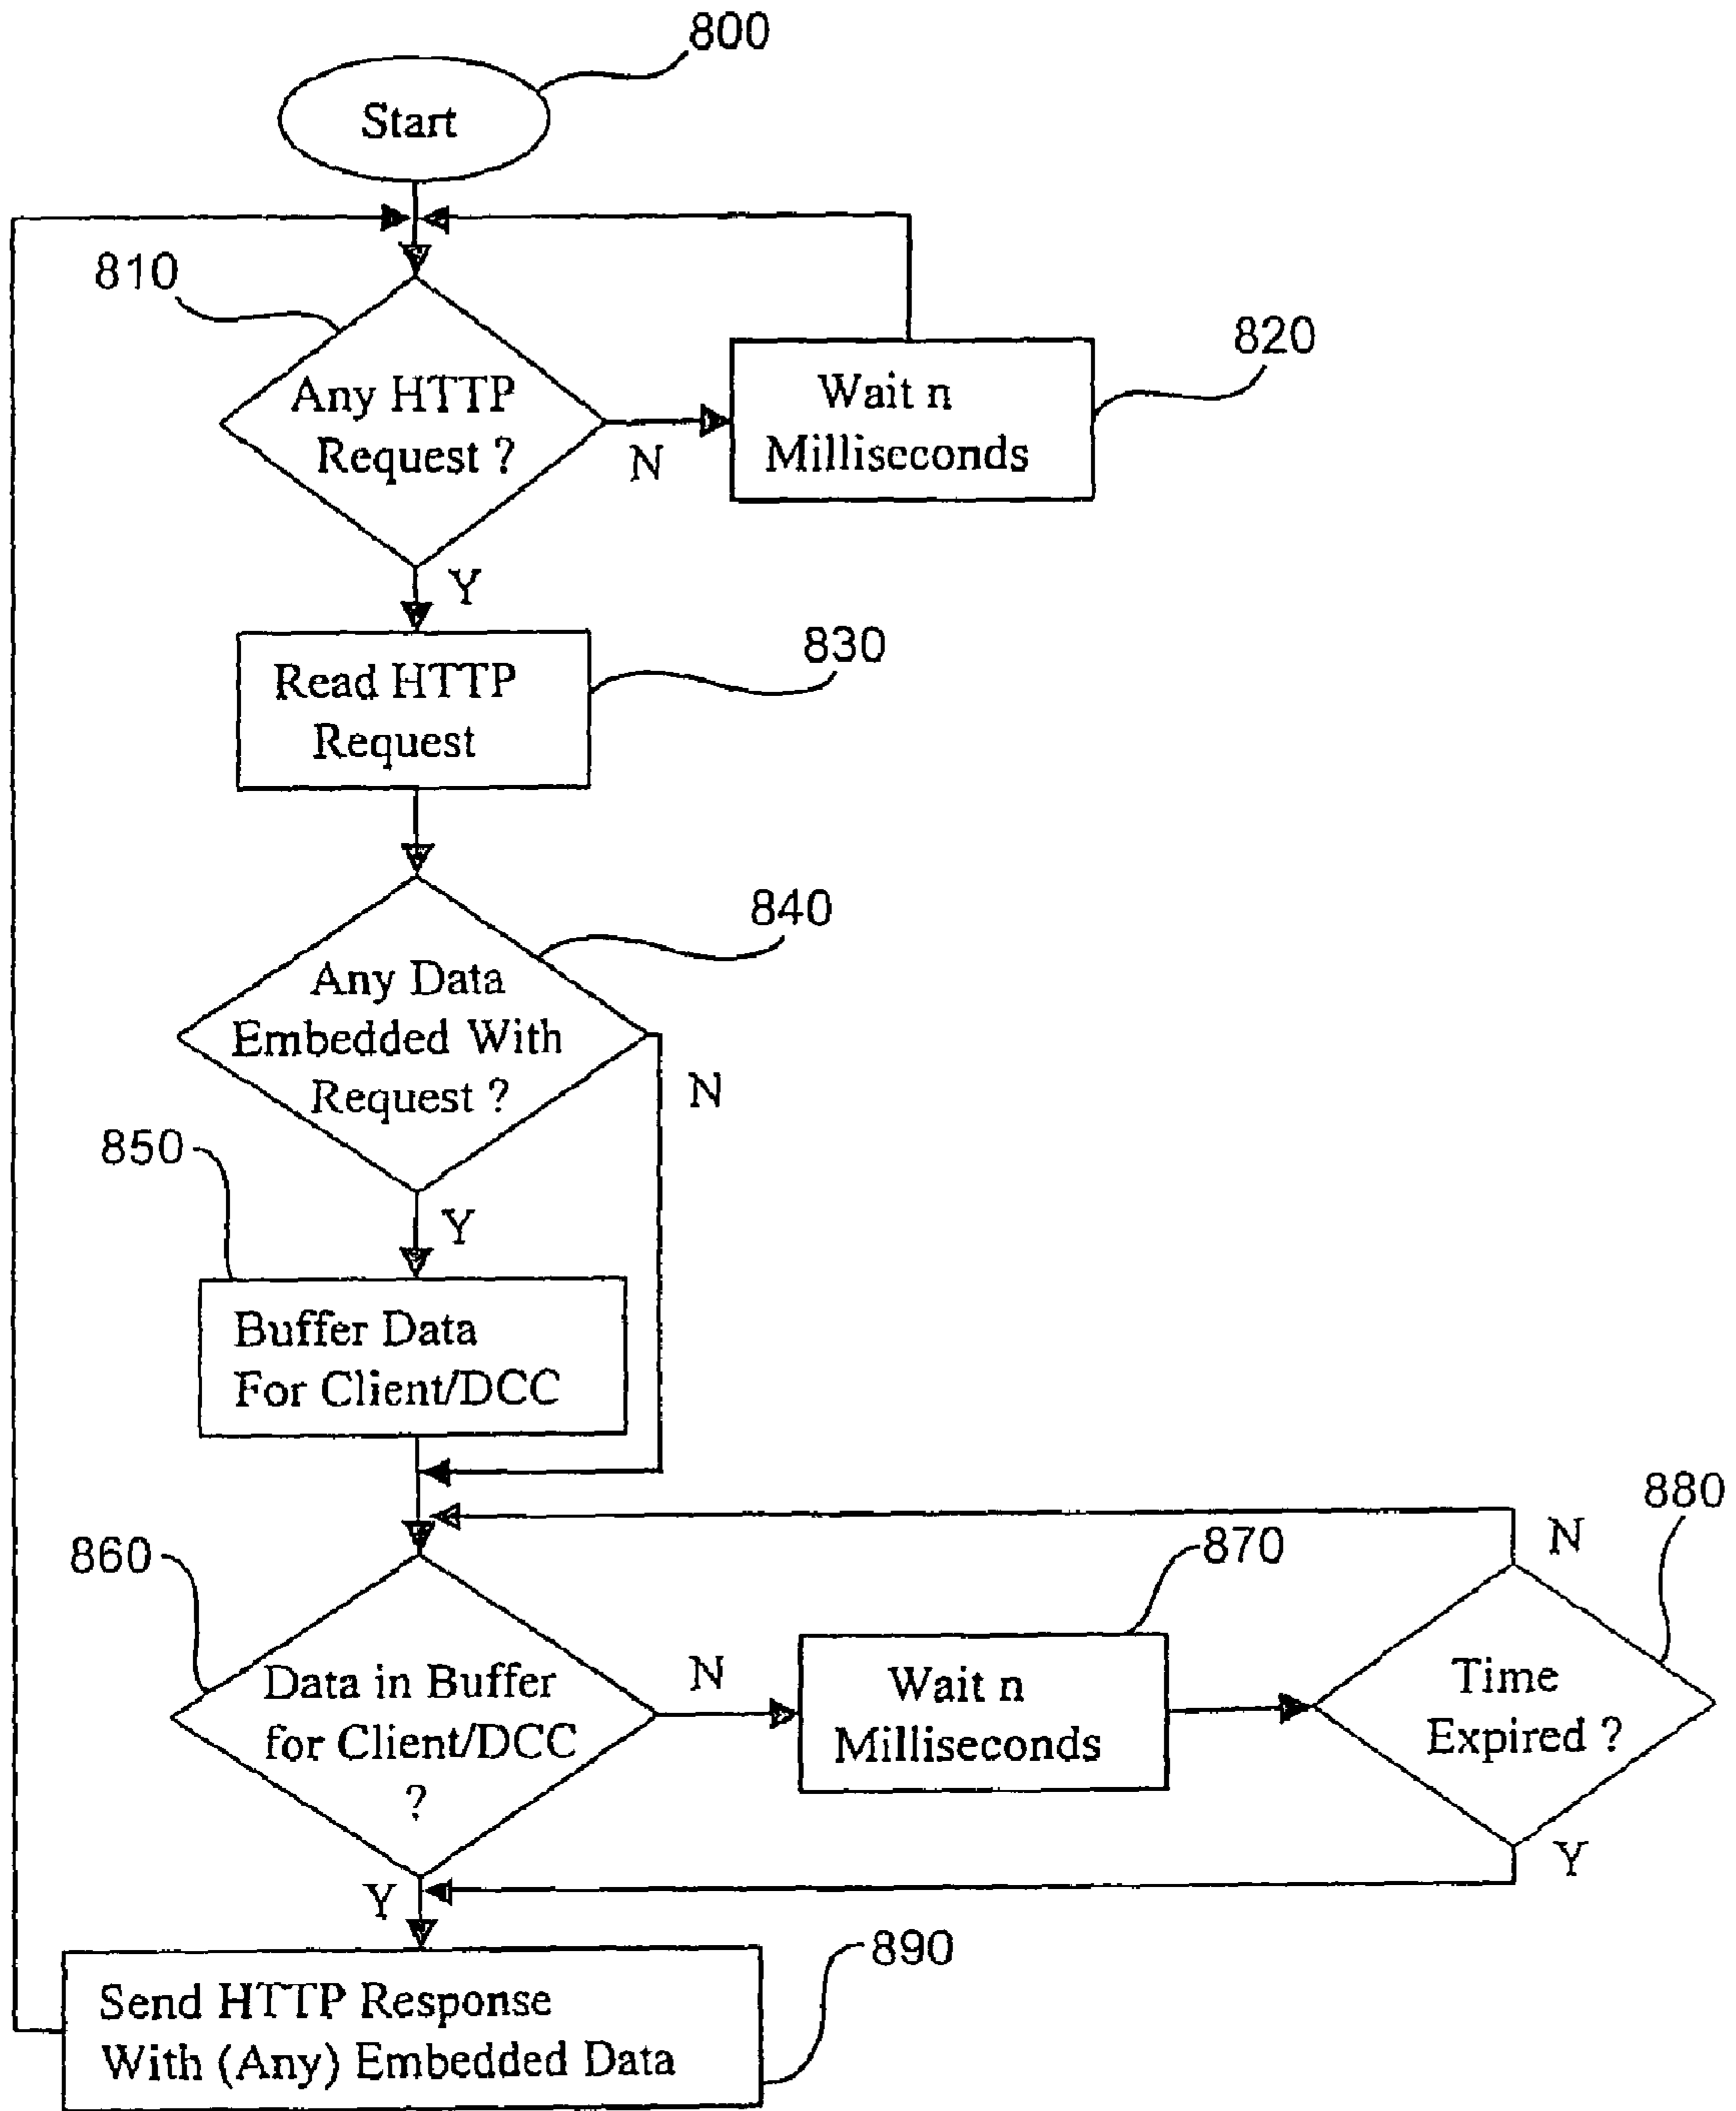 800
Start
810
Any HTTP
Request ?
N
Wait n
Milliseconds
820
Y
Read HTTP
Request
830
840
Any Data
Embedded With
Request ?
N
850
Y
Buffer Data
For Client/DCC
860
Data in Buffer
for Client/DCC
?
N
870
Wait n
Milliseconds
880
N
Time
Expired ?
Y
Y
890
Send HTTP Response
With (Any) Embedded Data